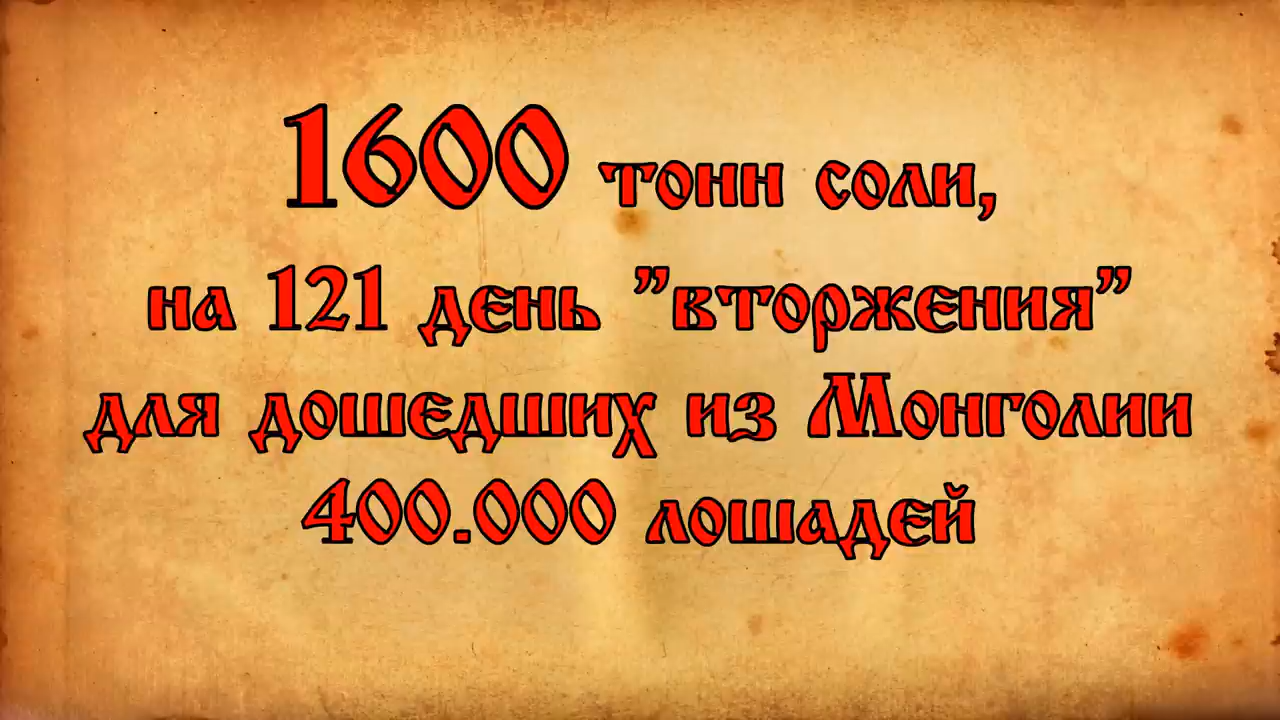 1600 тонн соли,
на 121 день "вторжения"
для дошедших из Монголии
400.000 лошадей